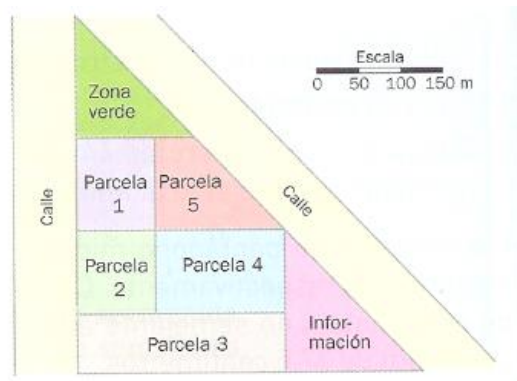 Escala
0 50 100 150 m
Zona
verde
Calle
Parcela
1
Parcela
5
Calle
Parcela
2
Parcela 4
Parcela 3
Infor-
mación